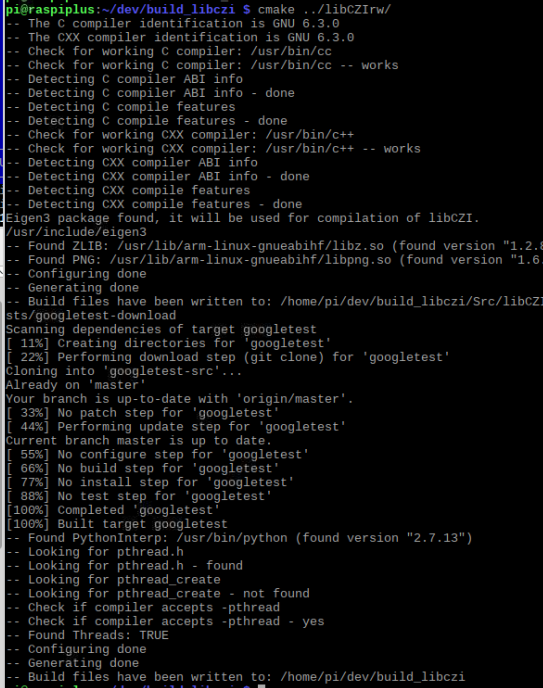 pi@raspiplus:~/dev/build_libczi $ cmake ../libCZIrw/
-- The C compiler identification is GNU 6.3.0
-- The CXX compiler identification is GNU 6.3.0
-- Check for working C compiler: /usr/bin/cc
-- Check for working C compiler: /usr/bin/cc -- works
-- Detecting C compiler ABI info
-- Detecting C compiler ABI info - done
-- Detecting C compile features
-- Detecting C compile features - done
-- Check for working CXX compiler: /usr/bin/c++
-- Check for working CXX compiler: /usr/bin/c++ -- works
-- Detecting CXX compiler ABI info
-- Detecting CXX compiler ABI info - done
-- Detecting CXX compile features
-- Detecting CXX compile features - done
Eigen3 package found, it will be used for compilation of libCZI.
/usr/include/eigen3
-- Found ZLIB: /usr/lib/arm-linux-gnueabihf/libz.so (found version "1.2.8
-- Found PNG: /usr/lib/arm-linux-gnueabihf/libpng.so (found version "1.6.
-- Configuring done
-- Generating done
-- Build files have been written to: /home/pi/dev/build_libczi/Src/libCZI
sts/googletest-download
Scanning dependencies of target googletest
[ 11%] Creating directories for 'googletest'
[ 22%] Performing download step (git clone) for 'googletest'
Cloning into 'googletest-src'...
Already on 'master'
Your branch is up-to-date with 'origin/master'.
[ 33%] No patch step for 'googletest'
[ 44%] Performing update step for 'googletest'
Current branch master is up to date.
[ 55%] No configure step for 'googletest'
[ 66%] No build step for 'googletest'
[ 77%] No install step for 'googletest'
[ 88%] No test step for 'googletest'
[100%] Completed 'googletest'
[100%] Built target googletest
-- Found PythonInterp: /usr/bin/python (found version "2.7.13")
-- Looking for pthread.h
-- Looking for pthread.h - found
-- Looking for pthread_create
-- Looking for pthread_create - not found
-- Check if compiler accepts -pthread
-- Check if compiler accepts -pthread - yes
-- Found Threads: TRUE
-- Configuring done
-- Generating done
-- Build files have been written to: /home/pi/dev/build_libczi